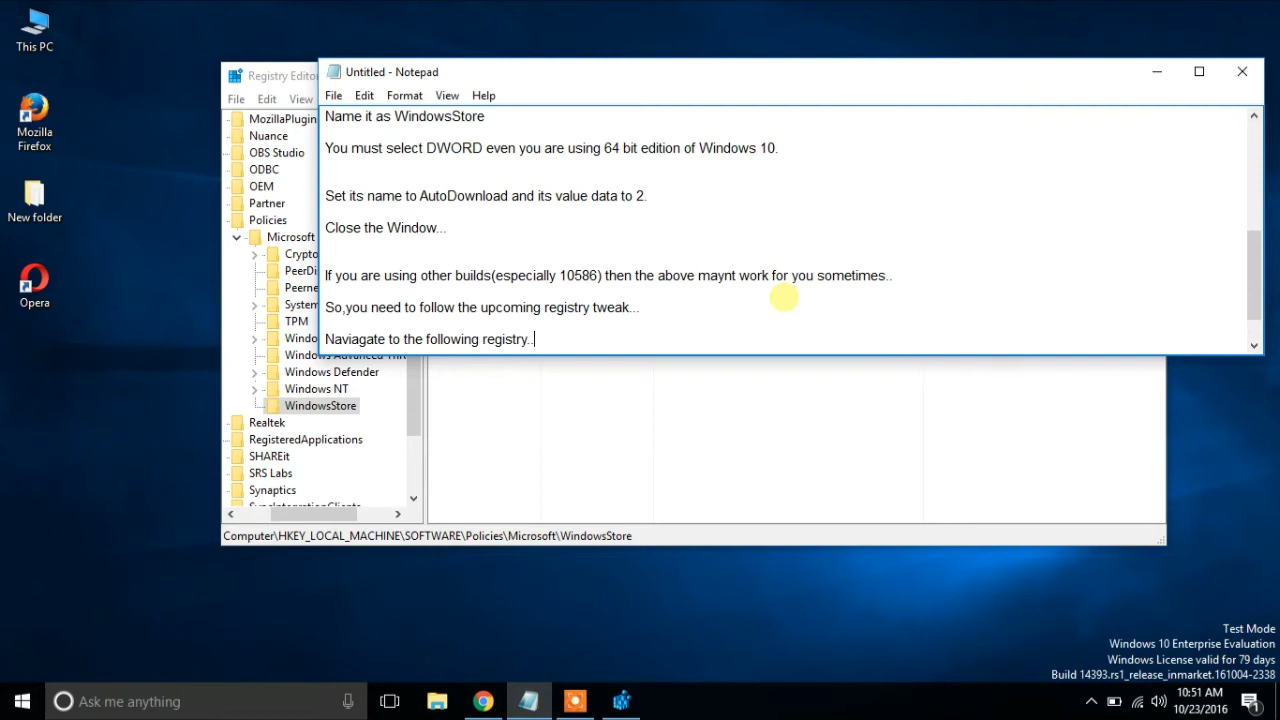 This PC
Mozilla
Firefox
New folder
Opera
Registry Edito
File Edit View
MozillaPlugin
Nuance
OBS Studio
ODBC
OEM
Partner
Policies
Microsoft
Crypto
PeerDi
Peerne
System
TPM
Windo
Windows Defender
Windows NT
WindowsStore
Realtek
RegisteredApplications
SHAREit
SRS Labs
Synaptics
Computer\HKEY_LOCAL_MACHINE\SOFTWARE\Policies\Microsoft\WindowsStore
Untitled - Notepad
File Edit Format View Help
Name it as WindowsStore
You must select DWORD even you are using 64 bit edition of Windows 10.
Set its name to AutoDownload and its value data to 2.
Close the Window...
If you are using other builds(especially 10586) then the above maynt work for you sometimes..
So,you need to follow the upcoming registry tweak...
Naviagate to the following registry..
Test Mode
Windows 10 Enterprise Evaluation
Windows License valid for 79 days
Build 14393.rs1_release_inmarket.161004-2338
Ask me anything
10:51 AM
10/23/2016
1